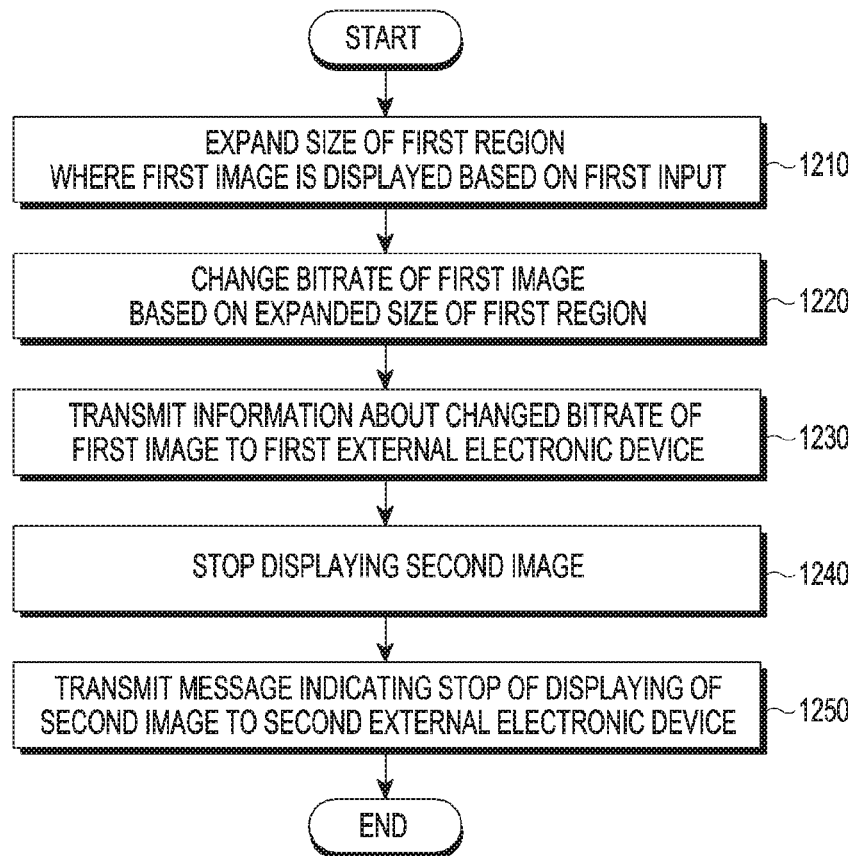 START
EXPAND SIZE OF FIRST REGION
WHERE FIRST IMAGE IS DISPLAYED BASED ON FIRST INPUT
1210
CHANGE BITRATE OF FIRST IMAGE
BASED ON EXPANDED SIZE OF FIRST REGION
1220
TRANSMIT INFORMATION ABOUT CHANGED BITRATE OF
FIRST IMAGE TO FIRST EXTERNAL ELECTRONIC DEVICE
1230
STOP DISPLAYING SECOND IMAGE
1240
TRANSMIT MESSAGE INDICATING STOP OF DISPLAYING OF
SECOND IMAGE TO SECOND EXTERNAL ELECTRONIC DEVICE
1250
END